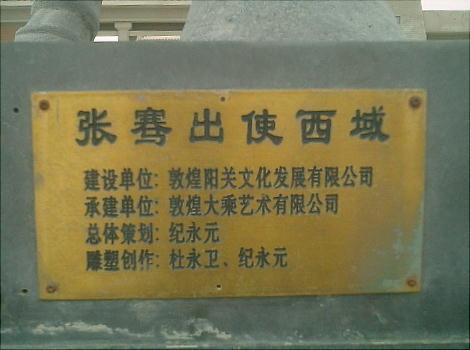 张骞出使西域
建设单位：敦煌阳关文化发展有限公司
承建单位：敦煌大乘艺术有限公司
总体策划：纪永元
雕塑创作：杜永卫、纪永元